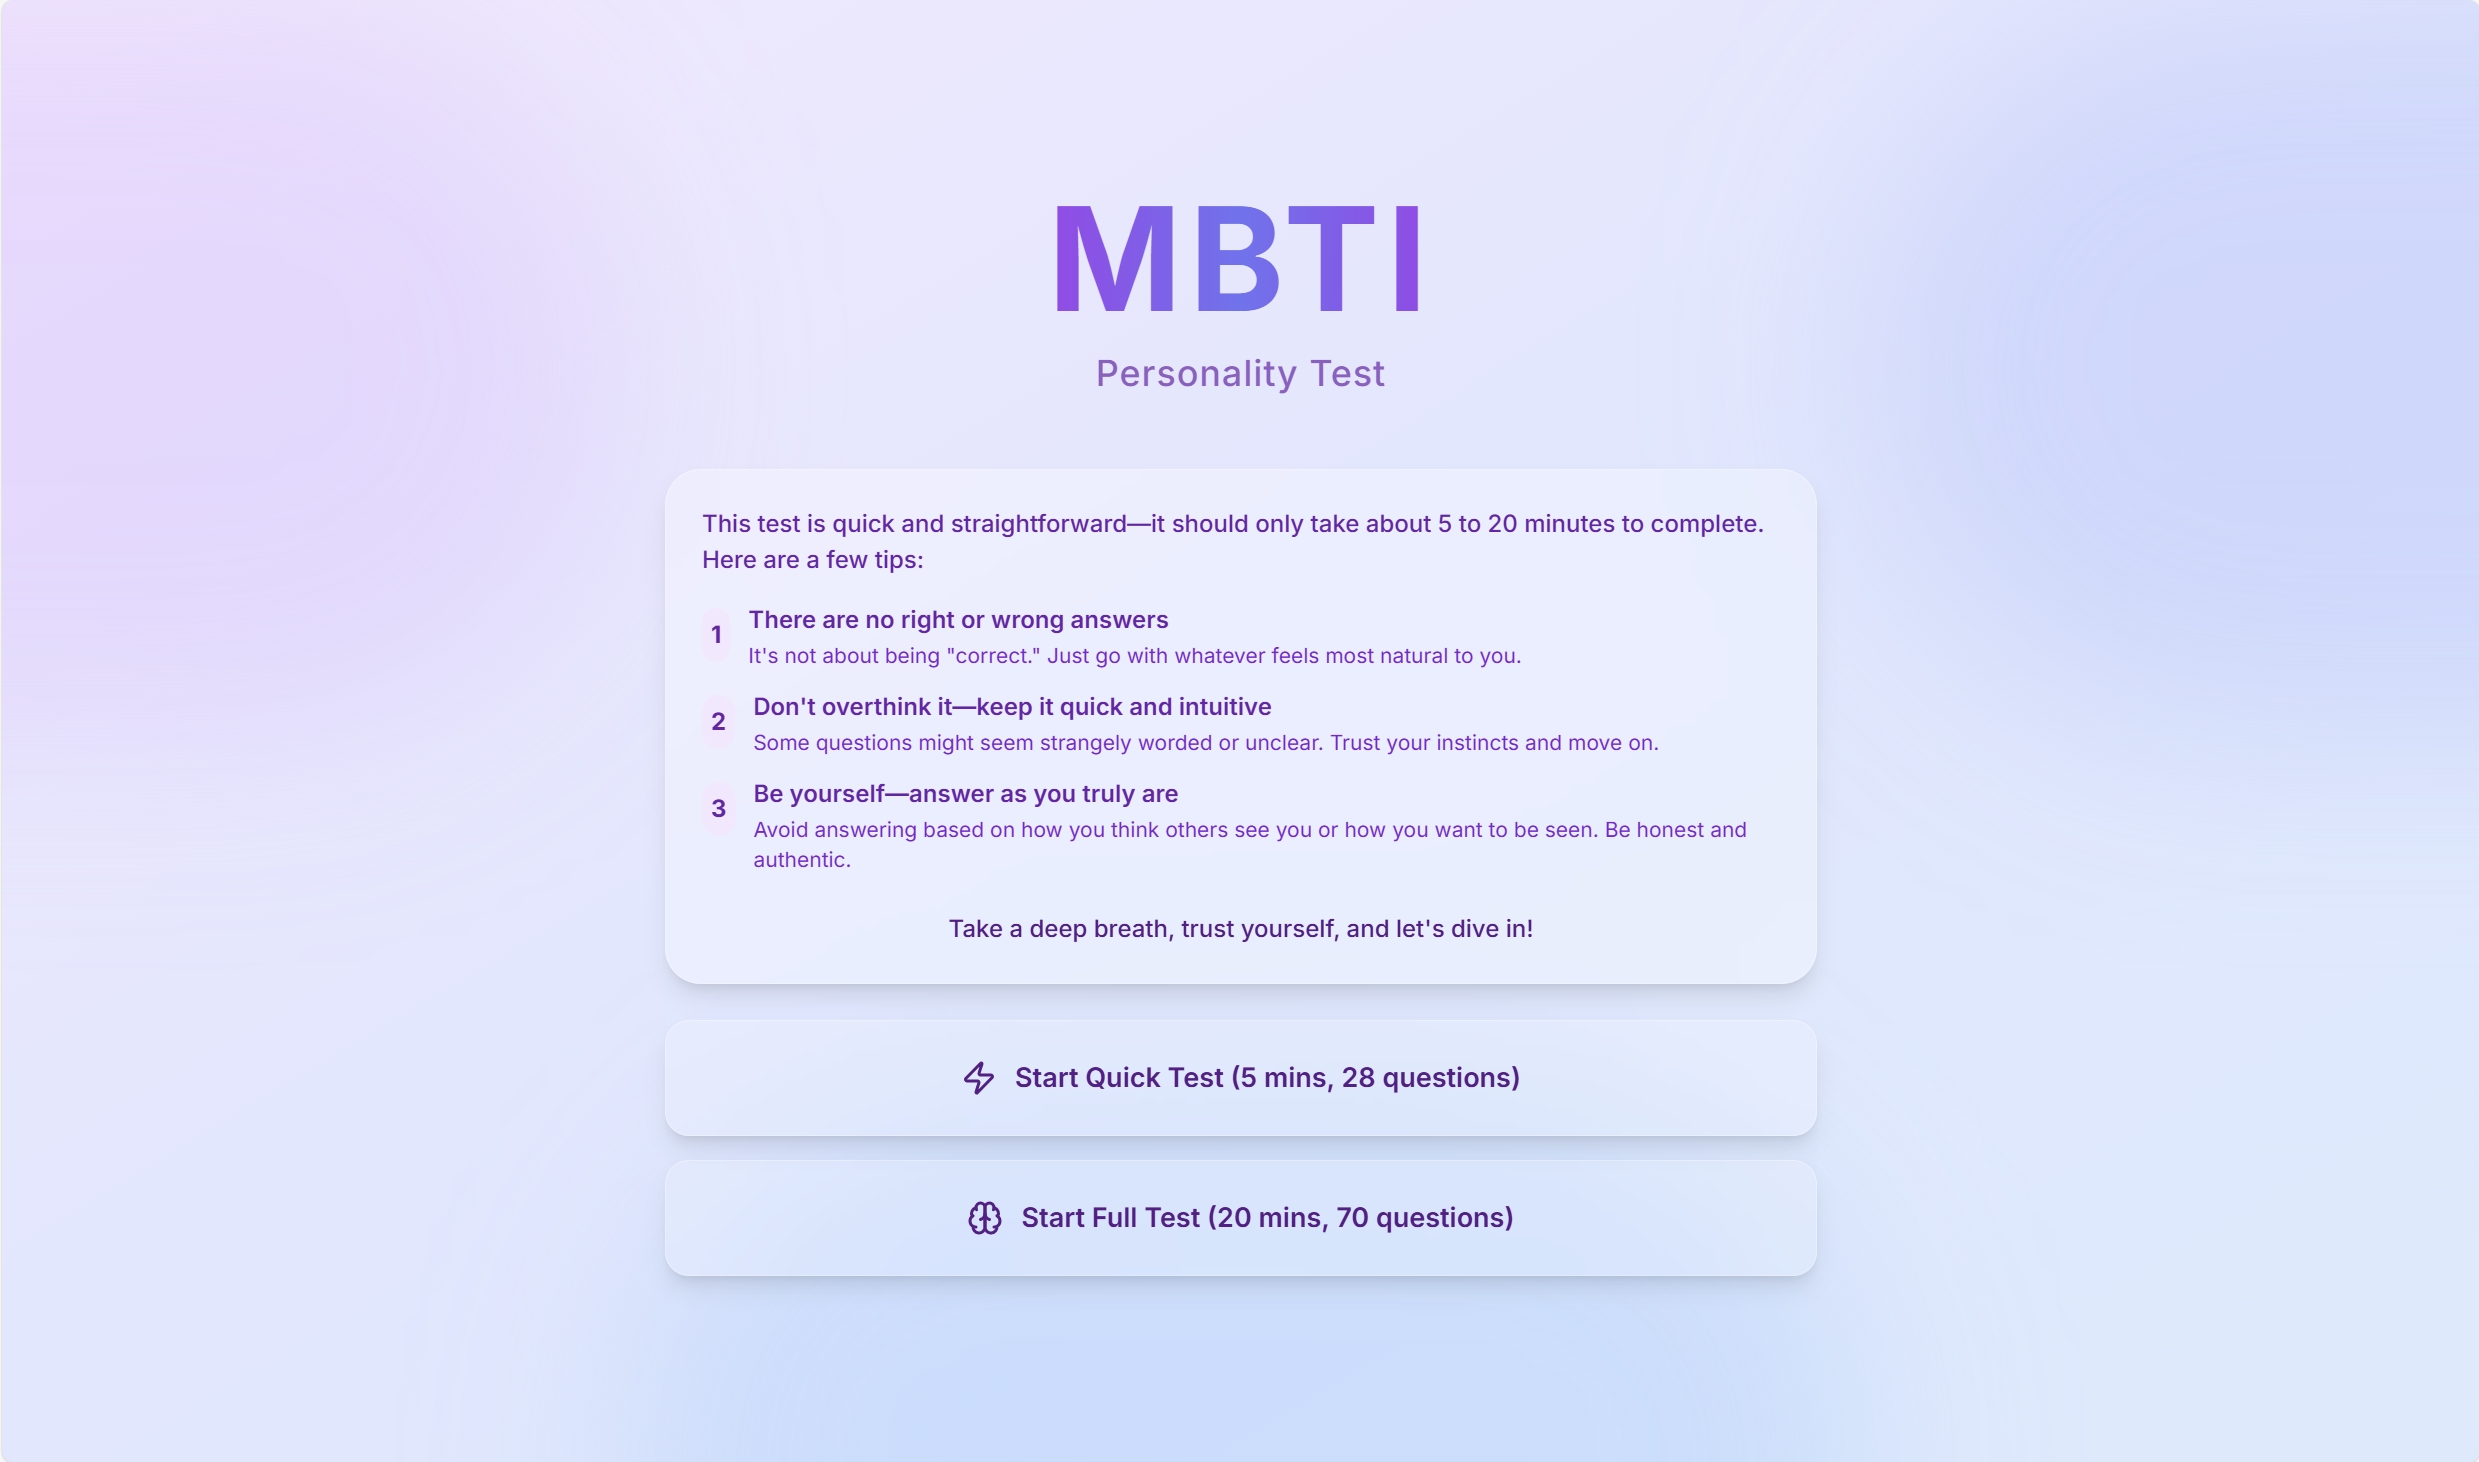 MBTI
Personality Test
This test is quick and straightforward—it should only take about 5 to 20 minutes to complete.
Here are a few tips:
1
There are no right or wrong answers
It's not about being "correct." Just go with whatever feels most natural to you.
2
Don't overthink it—keep it quick and intuitive
Some questions might seem strangely worded or unclear. Trust your instincts and move on.
3
Be yourself—answer as you truly are
Avoid answering based on how you think others see you or how you want to be seen. Be honest and
authentic.
Take a deep breath, trust yourself, and let's dive in!
Start Quick Test (5 mins, 28 questions)
Start Full Test (20 mins, 70 questions)